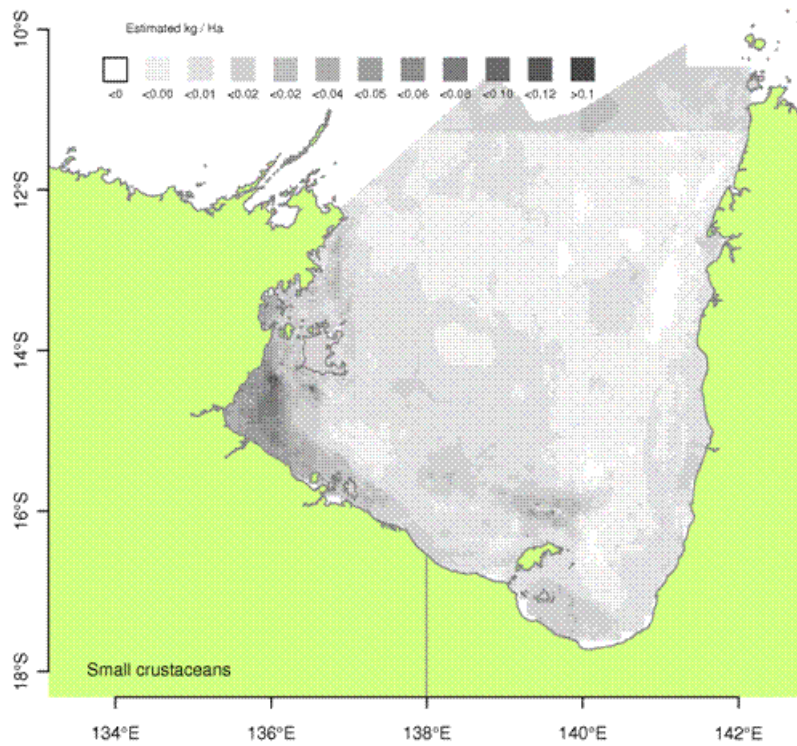 Estimated kg / Ha
<0 <0.00 <0.01 <0.02 <0.02 <0.04 <0.05 <0.06 <0.08 <0.10 <0.12 >0.1
10°S
12°S
14°S
16°S
18°S
Small crustaceans
134°E 136°E 138°E 140°E 142°E